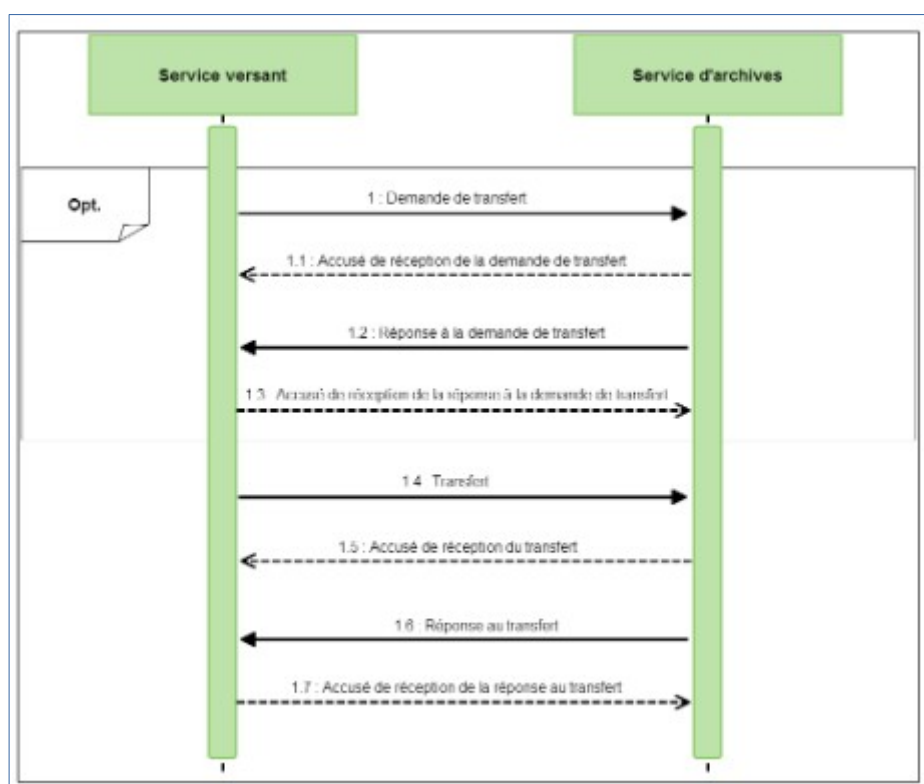 Service versant
Service d'archives
Opt.
1 : Demande de transfert
1.1 : Accusé de réception de la demande de transfert
1.2 : Réponse à la demande de transfert
1.3 Accusé de réception de la réponse à la demande de transfert
1.4 Transfert
1.5 : Accusé de réception du transfert
1.6 : Réponse au transfert
1.7 : Accusé de réception de la réponse au transfert